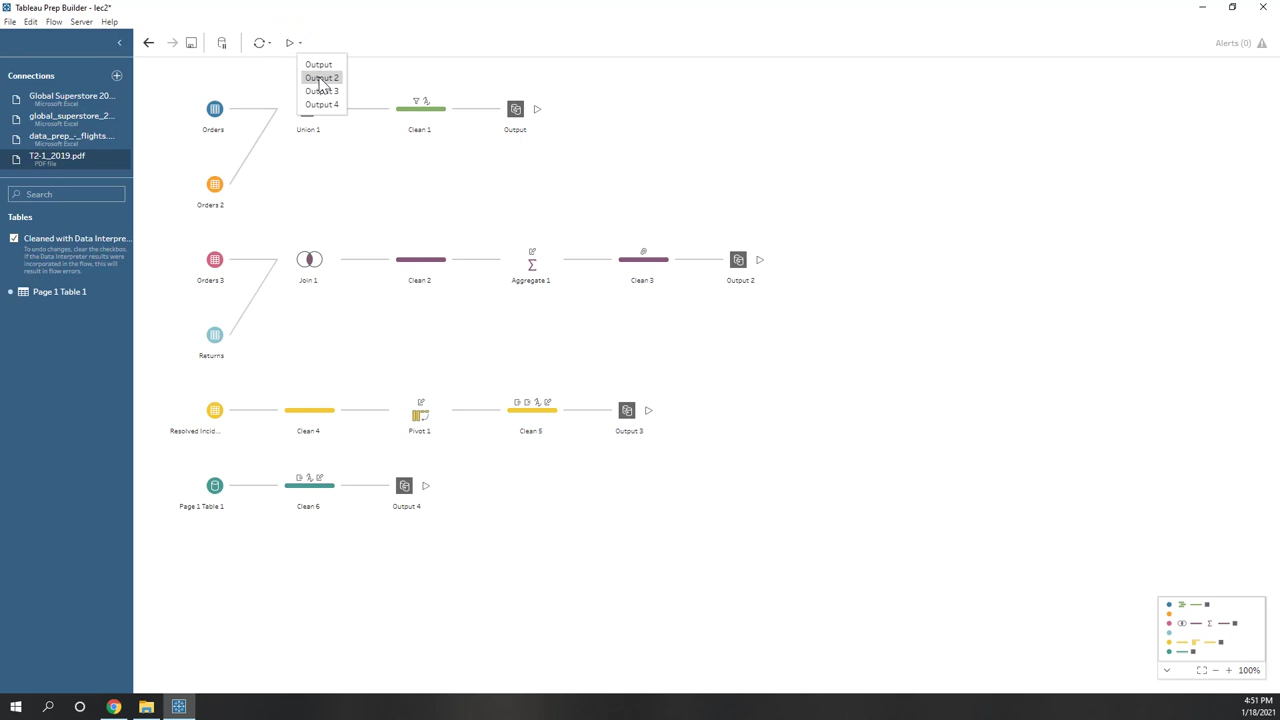 Tableau Prep Builder - lec2*
File Edit Flow Server Help
Alerts (0)
Connections
Global Superstore 20...
Microsoft Excel
global_superstore_2...
Microsoft Excel
data_prep_-_flights....
Microsoft Excel
T2-1_2019.pdf
PDF file
Search
Tables
Cleaned with Data Interpre...
To undo changes, clear the checkbox.
If the Data Interpreter results were
incorporated in the flow, this will
result in flow errors.
Page 1 Table 1
Output
Output 2
Output 3
Output 4
Orders
Union 1
Clean 1
Output
Orders 2
Orders 3
Join 1
Clean 2
Aggregate 1
Clean 3
Output 2
Returns
Resolved Incid...
Clean 4
Pivot 1
Clean 5
Output 3
Page 1 Table 1
Clean 6
Output 4
100%
4:51 PM
1/18/2021